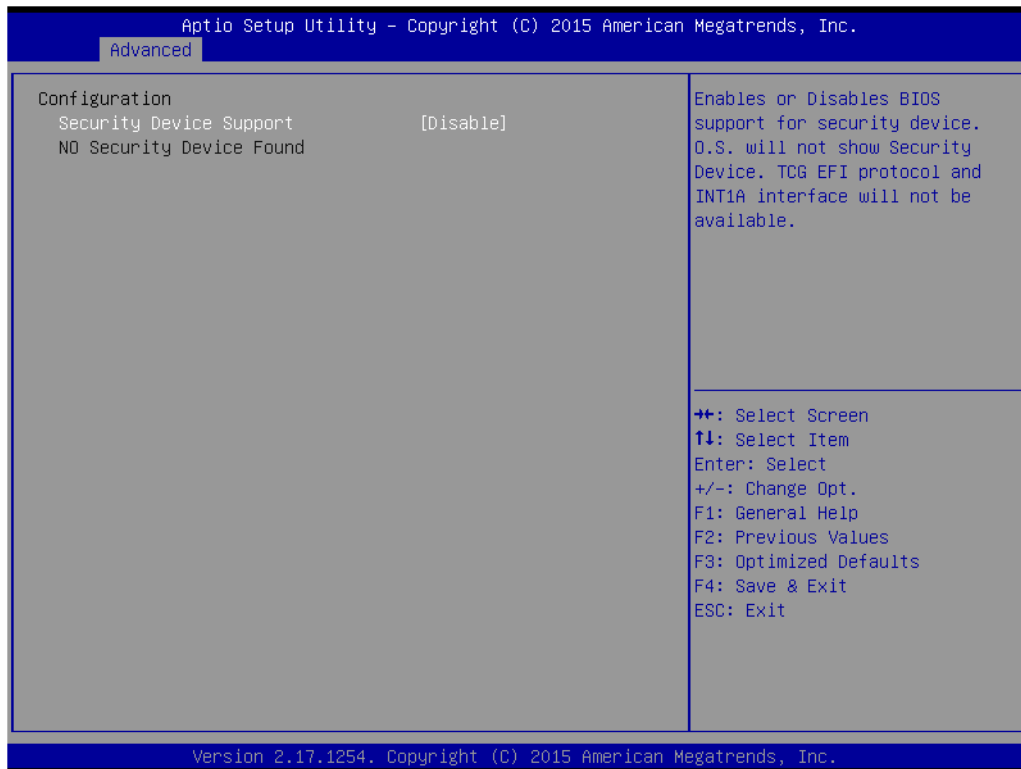 Aptio Setup Utility – Copyright (C) 2015 American Megatrends, Inc.
Advanced
Configuration
Security Device Support [Disable]
NO Security Device Found
Enables or Disables BIOS
support for security device.
O.S. will not show Security
Device. TCG EFI protocol and
INT1A interface will not be
available.
→←: Select Screen
↑↓: Select Item
Enter: Select
+/-: Change Opt.
F1: General Help
F2: Previous Values
F3: Optimized Defaults
F4: Save & Exit
ESC: Exit
Version 2.17.1254. Copyright (C) 2015 American Megatrends, Inc.